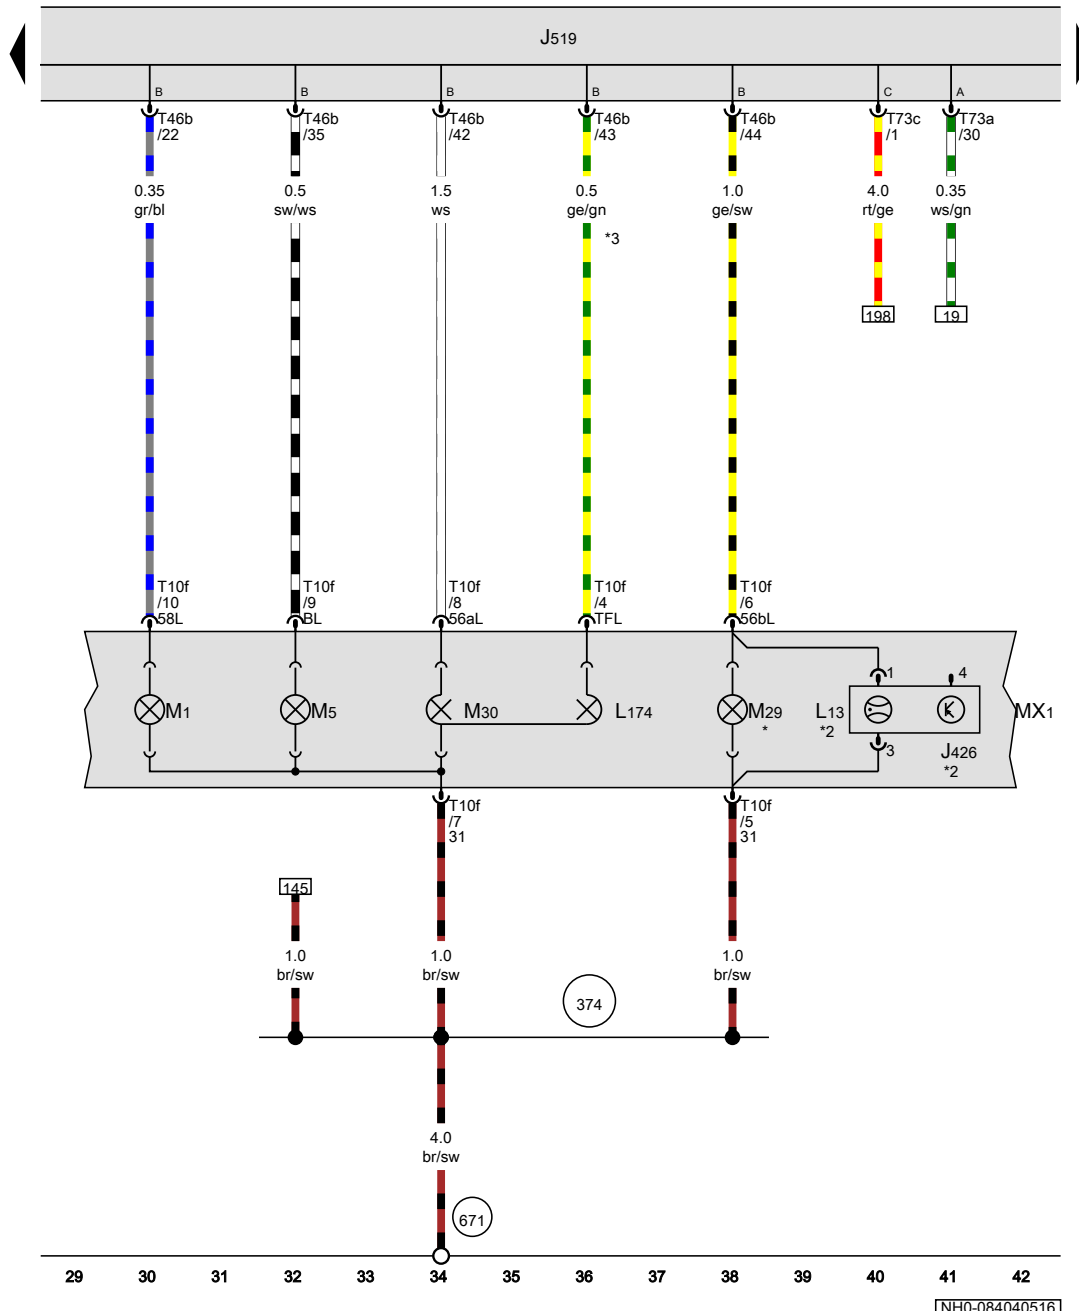 J519
B B B B B C A
T46b T46b T46b T46b T46b T73c T73a
/22 /35 /42 /43 /44 /1 /30
0.35 0.5 1.5 0.5 1.0 4.0 0.35
gr/bl sw/ws ws ge/gn ge/sw rt/ge ws/gn
*3
198 19
T10f T10f T10f T10f T10f
/10 /9 /8 /4 /6
58L BL 56aL TFL 56bL
1 4
M1 M5 M30 L174 M29 L13 MX1
* *2
3 J426
*2
T10f T10f
/7 /5
31 31
145
1.0 1.0 1.0
br/sw br/sw br/sw
374
4.0
br/sw
671
29 30 31 32 33 34 35 36 37 38 39 40 41 42
NH0-084040516